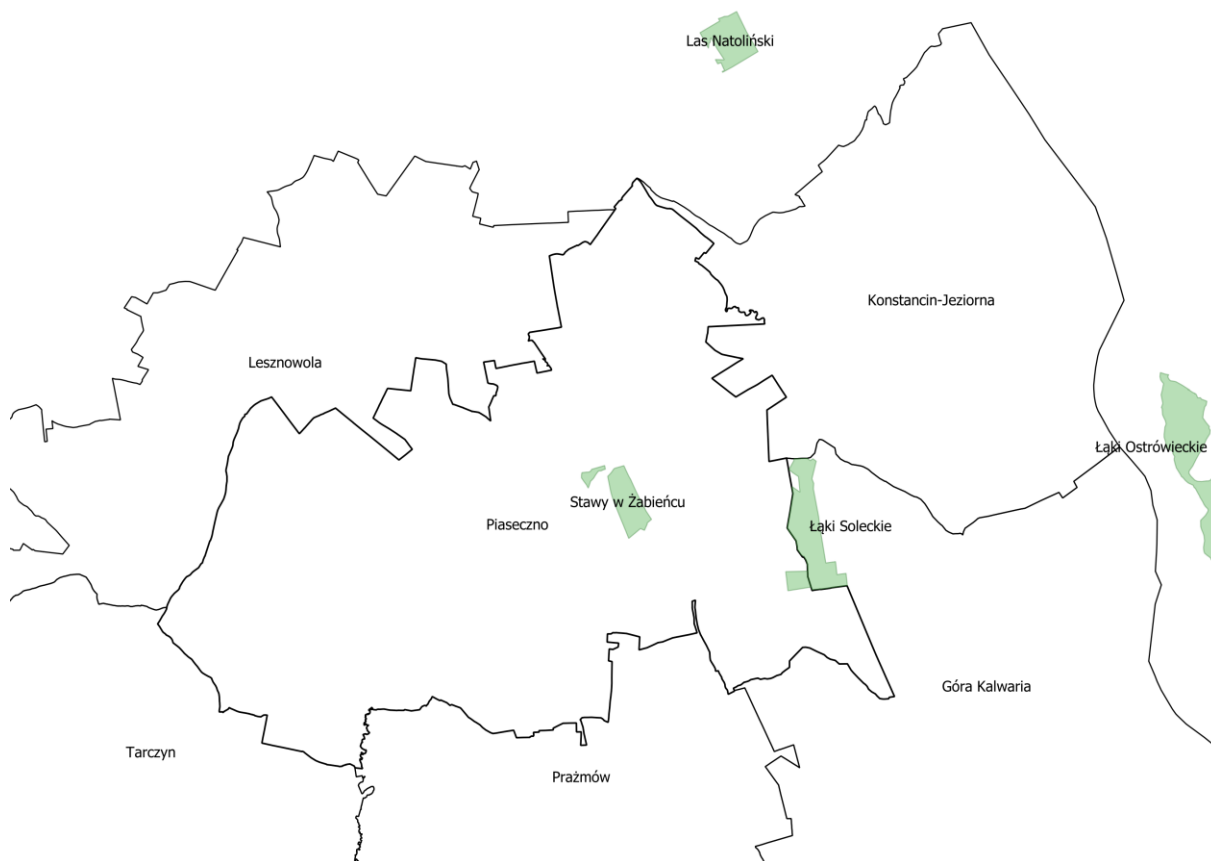 Las Natoliński
Konstancin-Jeziorna
Lesznowola
Łąki Ostrówieckie
Stawy w Żabieńcu
Piaseczno
Łąki Soleckie
Góra Kalwaria
Tarczyn
Prażmów